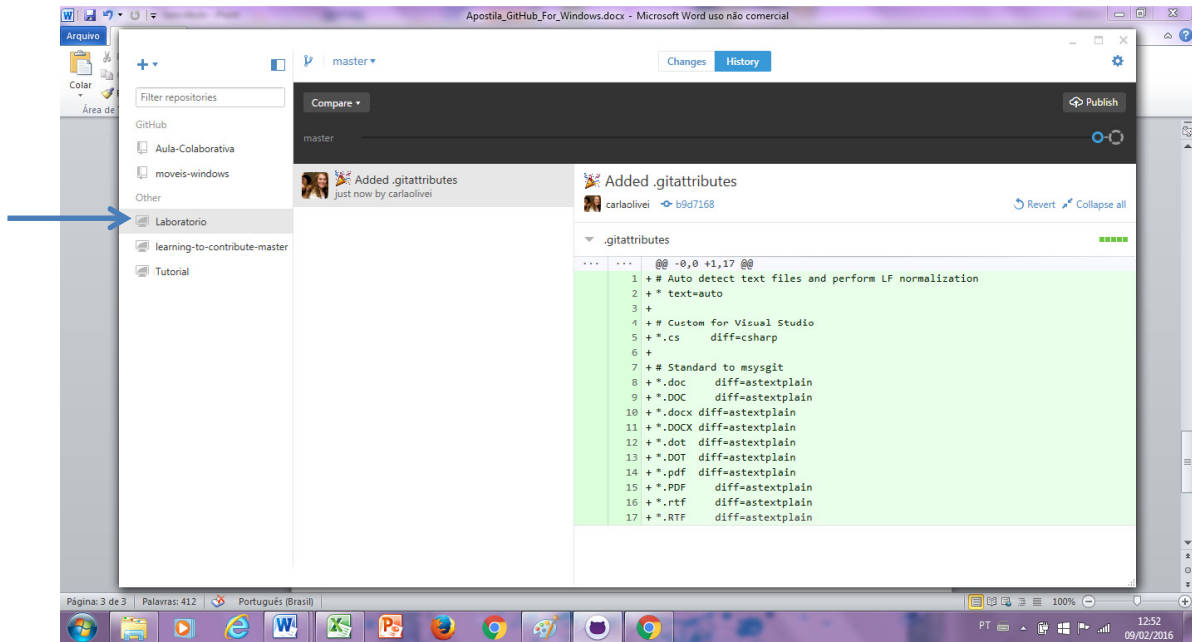 Apostila_GitHub_For_Windows.docx - Microsoft Word uso não comercial
Arquivo
Colar
Área de
Filter repositories
GitHub
Aula-Colaborativa
moveis-windows
Other
Laboratorio
learning-to-contribute-master
Tutorial
master
Changes History
Compare
Publish
master
Added .gitattributes
just now by carlaolivei
Added .gitattributes
carlaolivei b9d7168
Revert Collapse all
.gitattributes
... ... @@ -0,0 +1,17 @@
1 + # Auto detect text files and perform LF normalization
2 + * text=auto
3 +
4 + # Custom for Visual Studio
5 + *.cs diff=csharp
6 +
7 + # Standard to msysgit
8 + *.doc diff=astextplain
9 + *.DOC diff=astextplain
10 + *.docx diff=astextplain
11 + *.DOCX diff=astextplain
12 + *.dot diff=astextplain
13 + *.DOT diff=astextplain
14 + *.pdf diff=astextplain
15 + *.PDF diff=astextplain
16 + *.rtf diff=astextplain
17 + *.RTF diff=astextplain
Página: 3 de 3 Palavras: 412 Português (Brasil)
100%
PT
12:52
09/02/2016